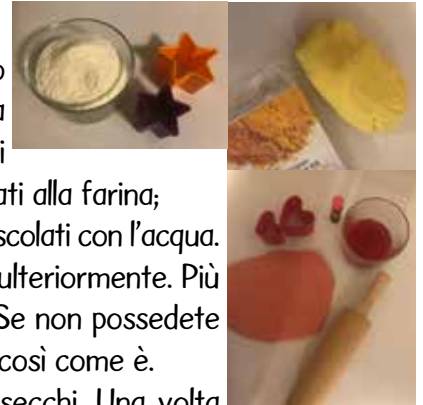 o
a
i
ati alla farina;
scolati con l'acqua.
ulteriormente. Più
Se non possedete
così come è.
secchi. Una volta